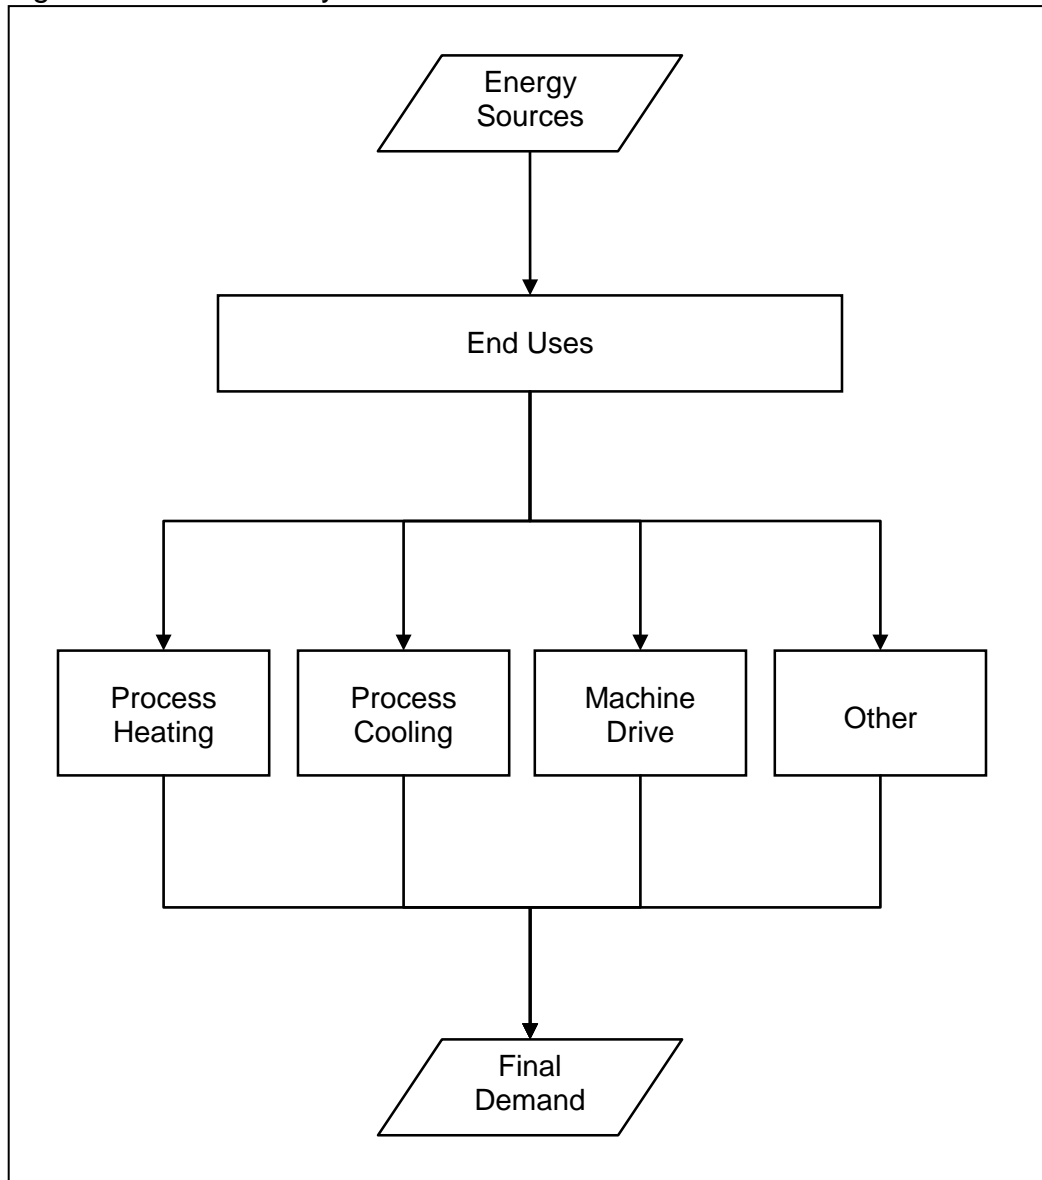 Energy
Sources
End Uses
Process
Heating
Process
Cooling
Machine
Drive
Other
Final
Demand